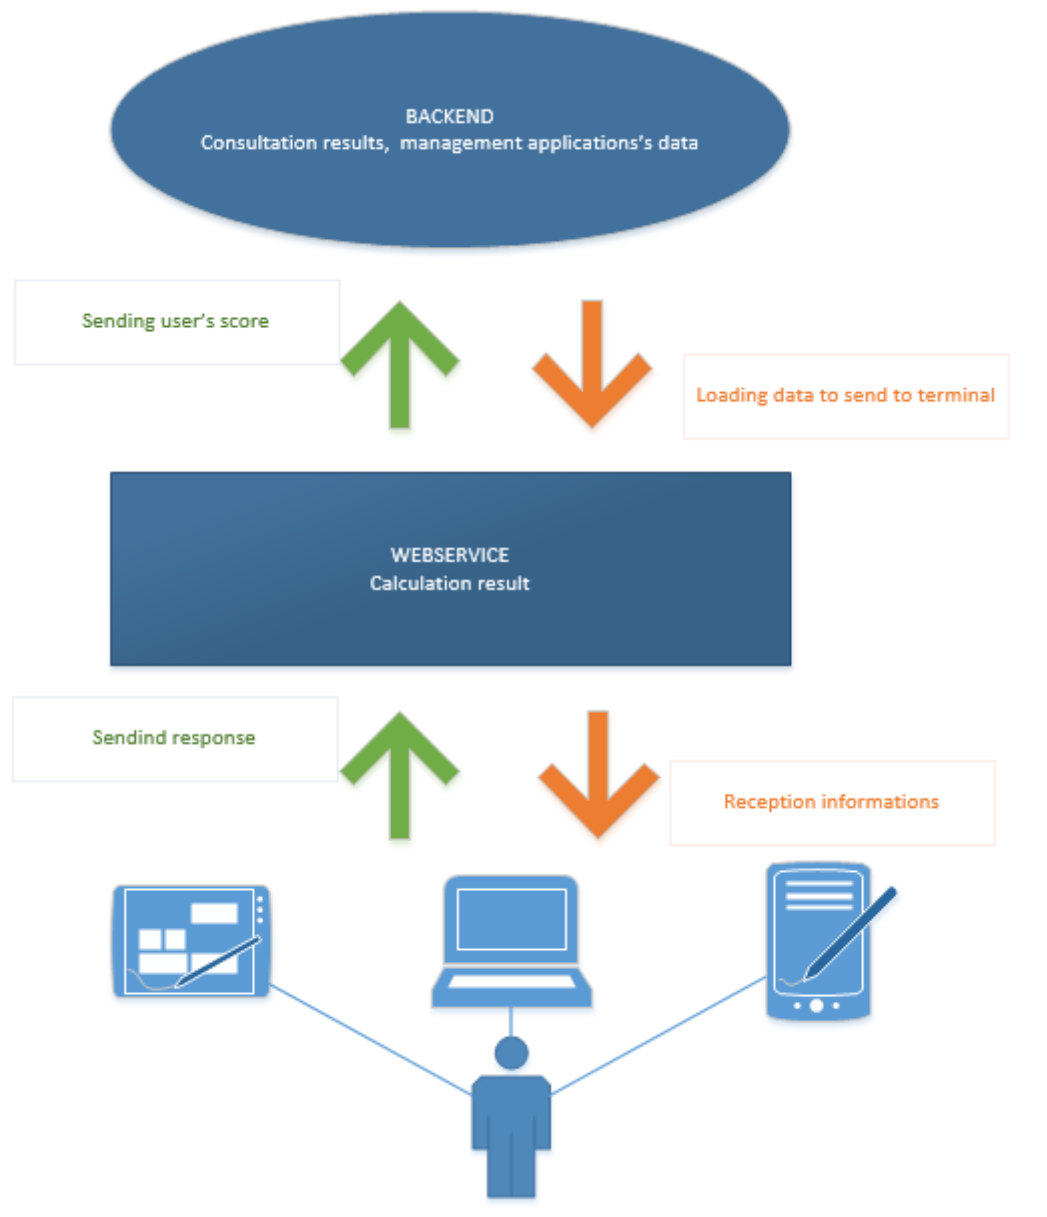 BACKEND
Consultation results,  management applications's data
Sending user's score
Loading data to send to terminal
WEBSERVICE
Calculation result
Sendind response
Reception informations